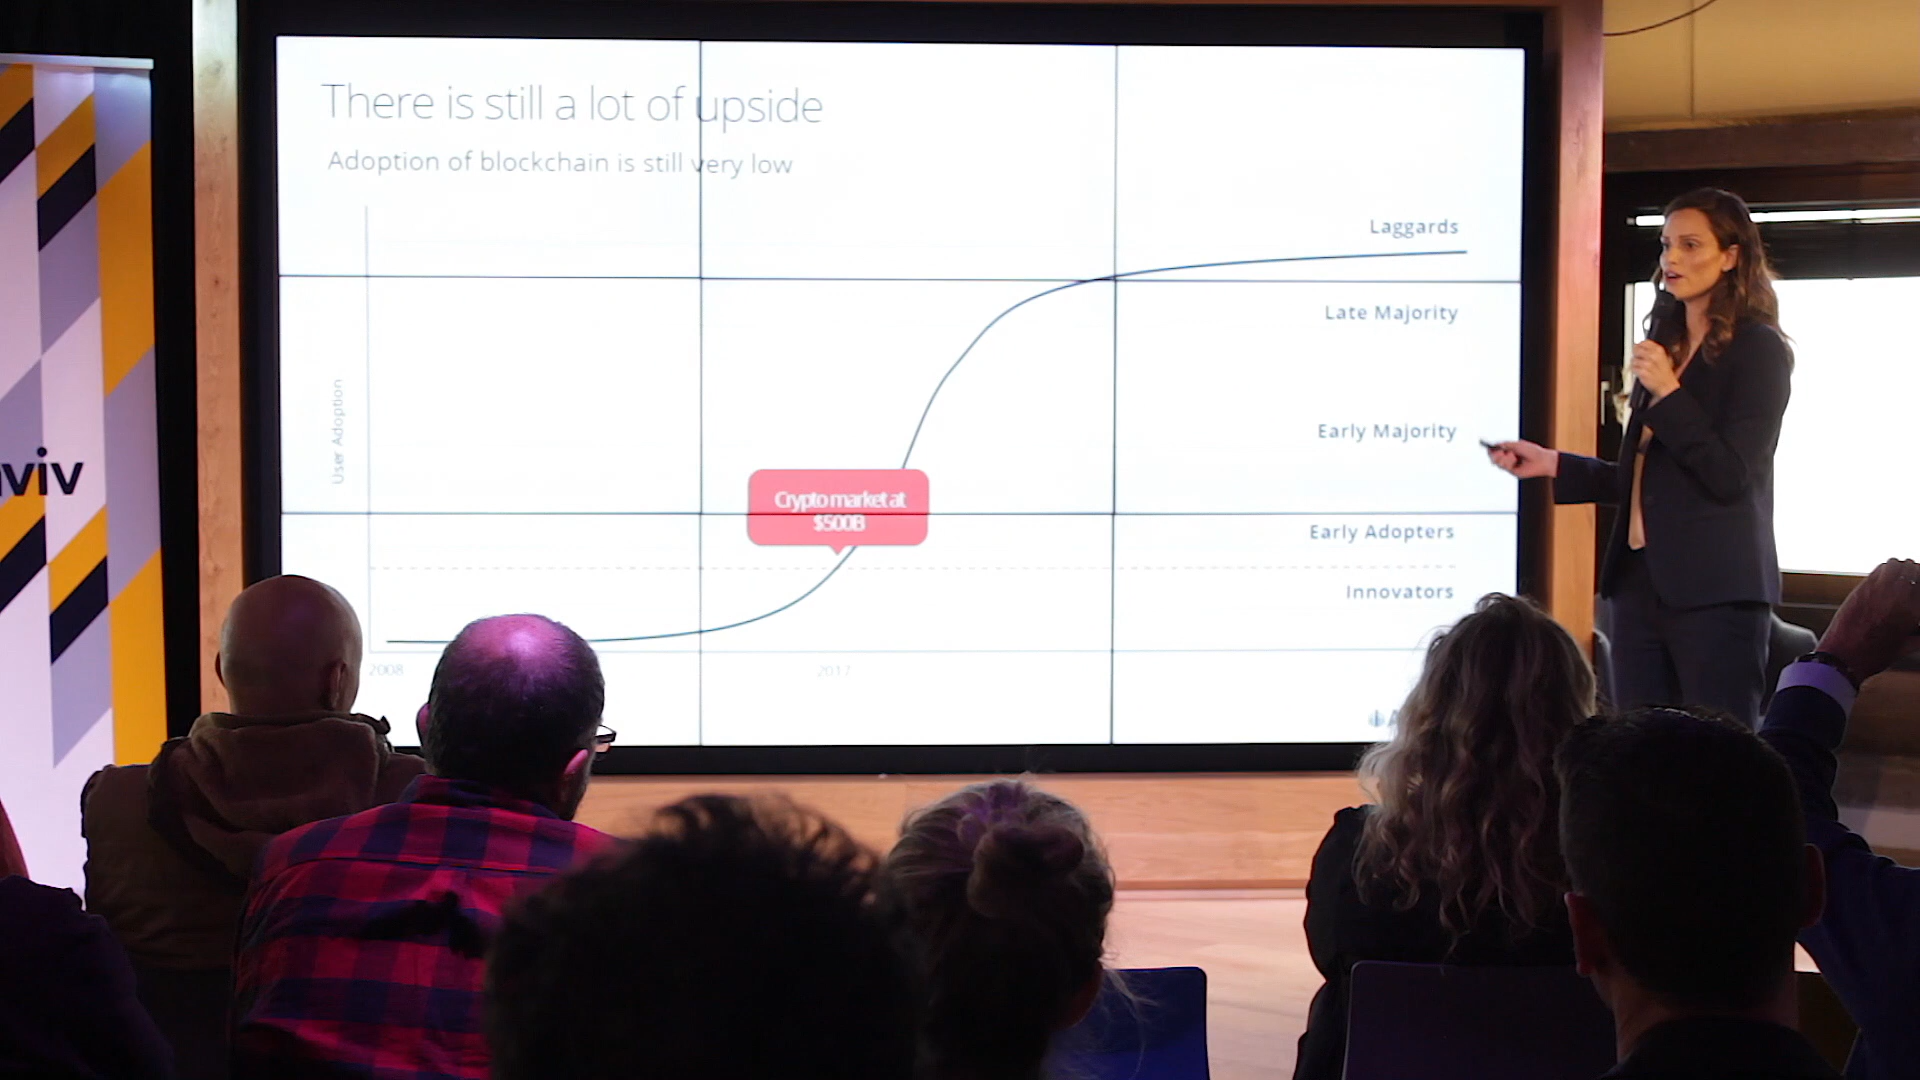 There is still a lot of upside
Adoption of blockchain is still very low
Laggards
Late Majority
Early Majority
Early Adopters
Innovators
User Adoption
Crypto market at
$500B
2008
2017
viv